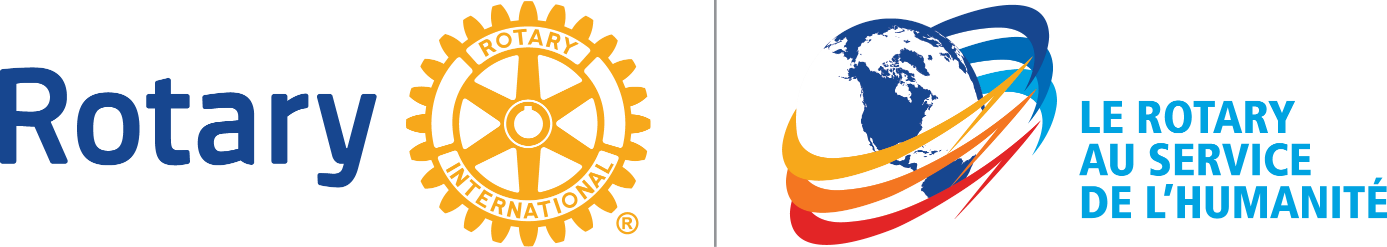 Rotary
ROTARY
INTERNATIONAL
®
LE ROTARY
AU SERVICE
DE L'HUMANITÉ